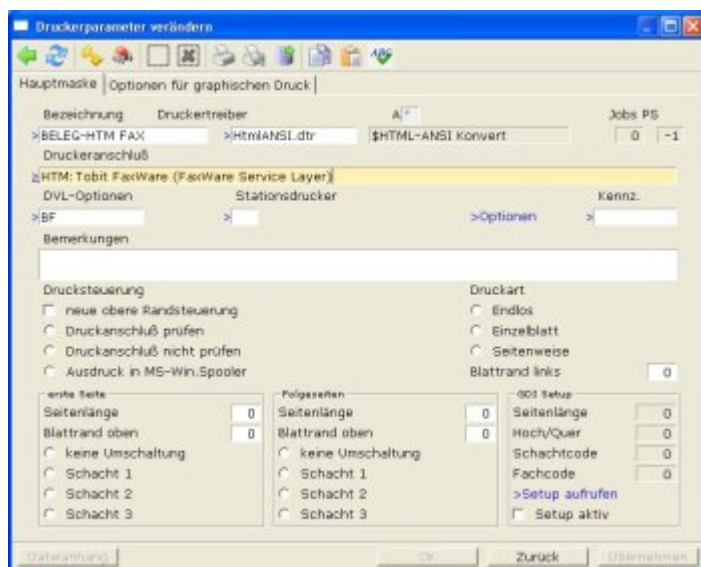 Druckerparameter verändern
Hauptmaske Optionen für graphischen Druck
Bezeichnung Druckertreiber A * Jobs PS
>BELEG-HTM FAX >HtmlANSI.dtr $HTML-ANSI Konvert 0 -1
Druckeranschluß
>HTM: Tobit FaxWare (FaxWare Service Layer)
DVL-Optionen Stationsdrucker Kennz.
>BF > >Optionen >
Bemerkungen
Drucksteuerung Druckart
neue obere Randsteuerung Endlos
Druckanschluß prüfen Einzelblatt
Druckanschluß nicht prüfen Seitenweise
Ausdruck in MS-Win.Spooler Blattrand links 0
erste Seite Folgeseiten GDI Setup
Seitenlänge 0 Seitenlänge 0 Seitenlänge 0
Blattrand oben 0 Blattrand oben 0 Hoch/Quer 0
keine Umschaltung keine Umschaltung Schachtcode 0
Schacht 1 Schacht 1 Fachcode 0
Schacht 2 Schacht 2 >Setup aufrufen
Schacht 3 Schacht 3 Setup aktiv
Dateianhang OK Zurück Übernehmen